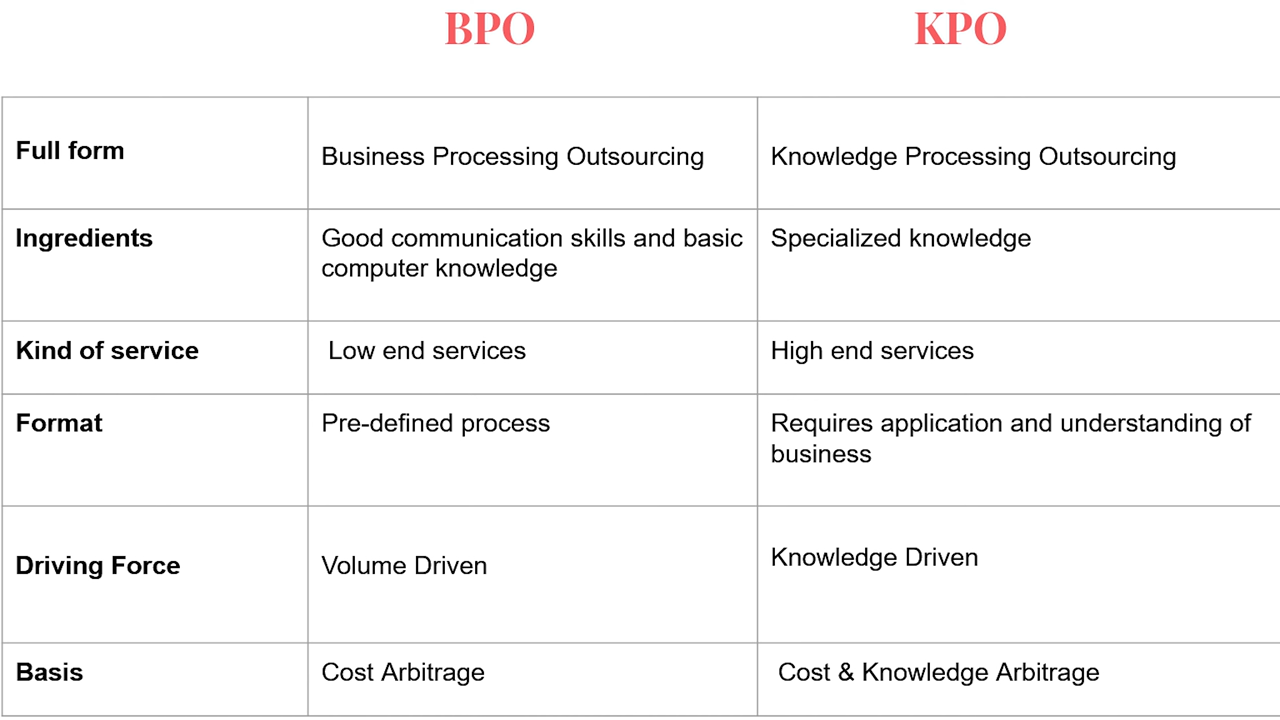 BPO KPO
Full form Business Processing Outsourcing Knowledge Processing Outsourcing
Ingredients Good communication skills and basic Specialized knowledge
computer knowledge
Kind of service Low end services High end services
Format Pre-defined process Requires application and understanding of
business
Driving Force Volume Driven Knowledge Driven
Basis Cost Arbitrage Cost & Knowledge Arbitrage